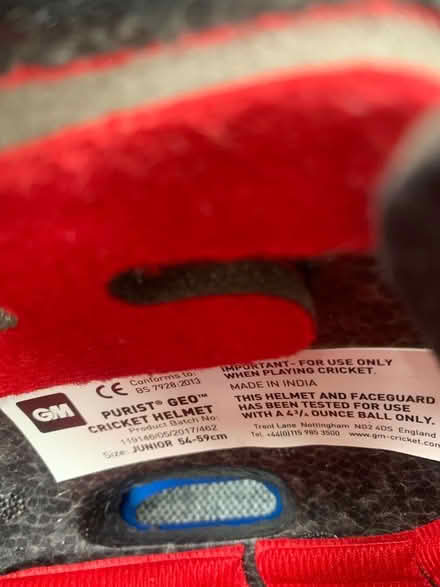 CE Conforms to:
BS 7928:2013
GM
PURIST® GEO™
CRICKET HELMET
Product Batch No:
119146/05/2017/462
Size: JUNIOR 54-59cm
IMPORTANT- FOR USE ONLY
WHEN PLAYING CRICKET.
MADE IN INDIA
THIS HELMET AND FACEGUARD
HAS BEEN TESTED FOR USE
WITH A 4¾ OUNCE BALL ONLY.
Trent Lane Nottingham NG2 4DS England
Tel. +44(0)115 985 3500
www.gm-cricket.com